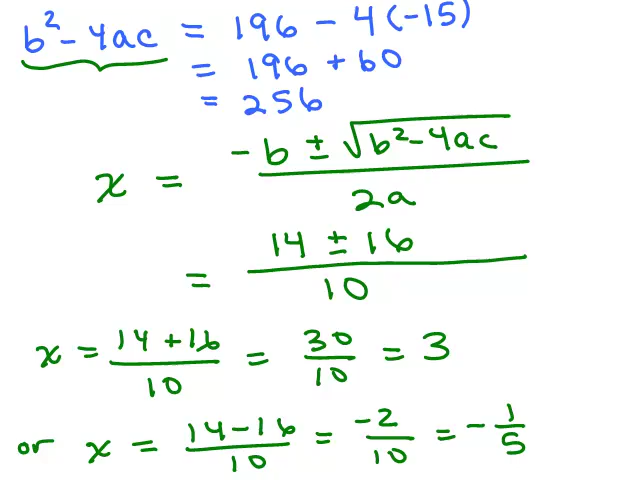 b² - 4ac = 196 - 4(-15)
= 196 + 60
= 256
x = (-b ± √(b² - 4ac)) / 2a
= (14 ± 16) / 10
x = (14 + 16) / 10 = 30/10 = 3
or x = (14 - 16) / 10 = -2/10 = -1/5